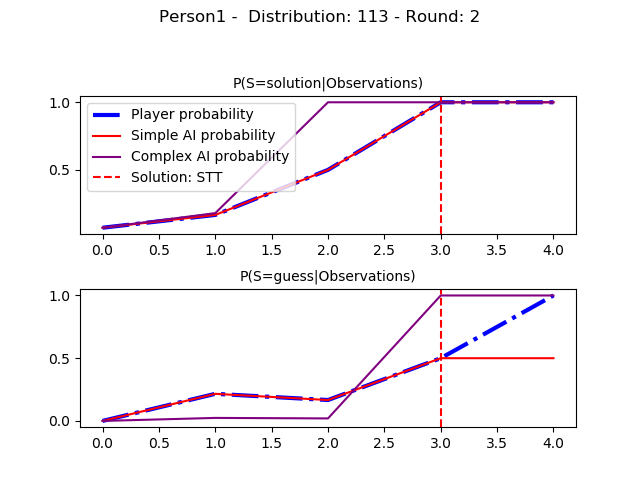 Person1 -  Distribution: 113 - Round: 2
P(S=solution|Observations)
1.0
0.5
Player probability
Simple AI probability
Complex AI probability
Solution: STT
0.0 0.5 1.0 1.5 2.0 2.5 3.0 3.5 4.0
P(S=guess|Observations)
1.0
0.5
0.0
0.0 0.5 1.0 1.5 2.0 2.5 3.0 3.5 4.0